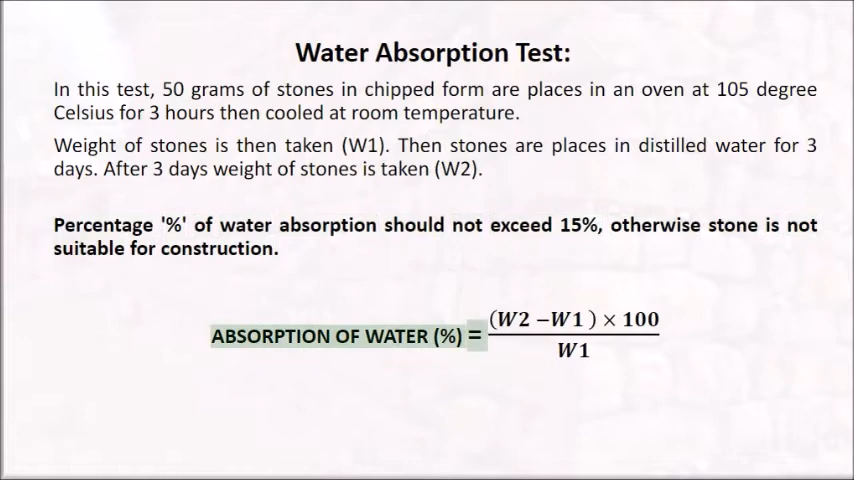 Water Absorption Test:
In this test, 50 grams of stones in chipped form are places in an oven at 105 degree
Celsius for 3 hours then cooled at room temperature.
Weight of stones is then taken (W1). Then stones are places in distilled water for 3
days. After 3 days weight of stones is taken (W2).
Percentage '%' of water absorption should not exceed 15%, otherwise stone is not
suitable for construction.
ABSORPTION OF WATER (%) = (W2 −W1 ) × 100
W1